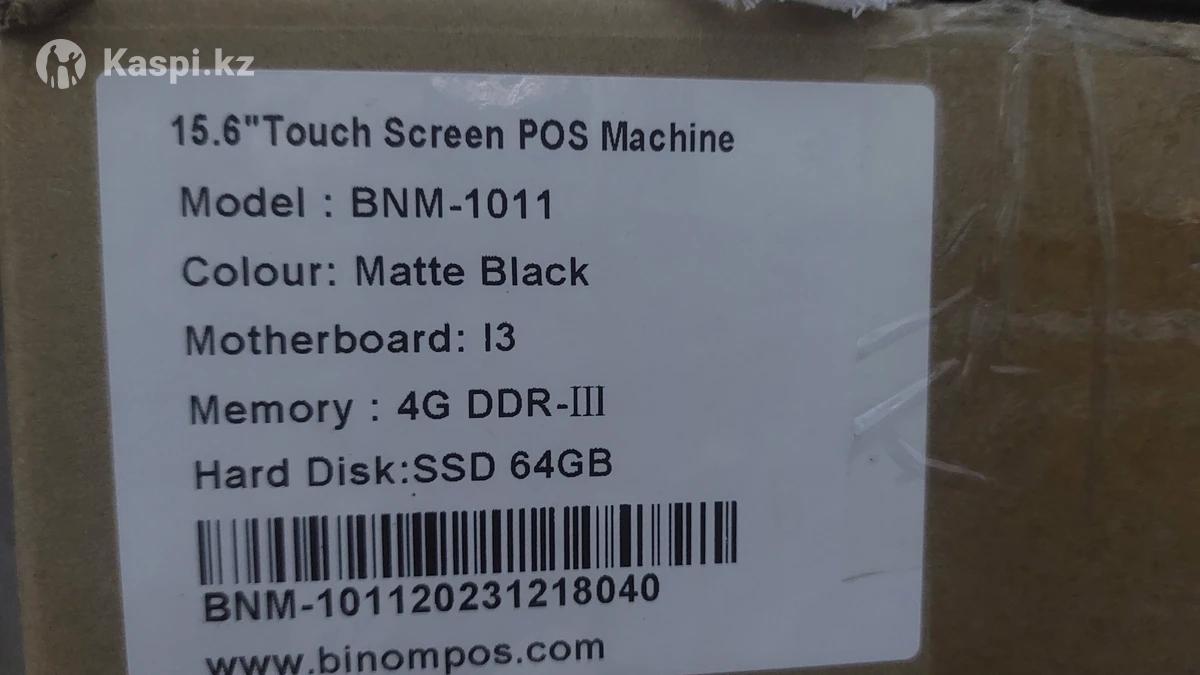 Kaspi.kz
15.6"Touch Screen POS Machine
Model : BNM-1011
Colour: Matte Black
Motherboard: I3
Memory : 4G DDR-III
Hard Disk:SSD 64GB
BNM-101120231218040
www.binompos.com